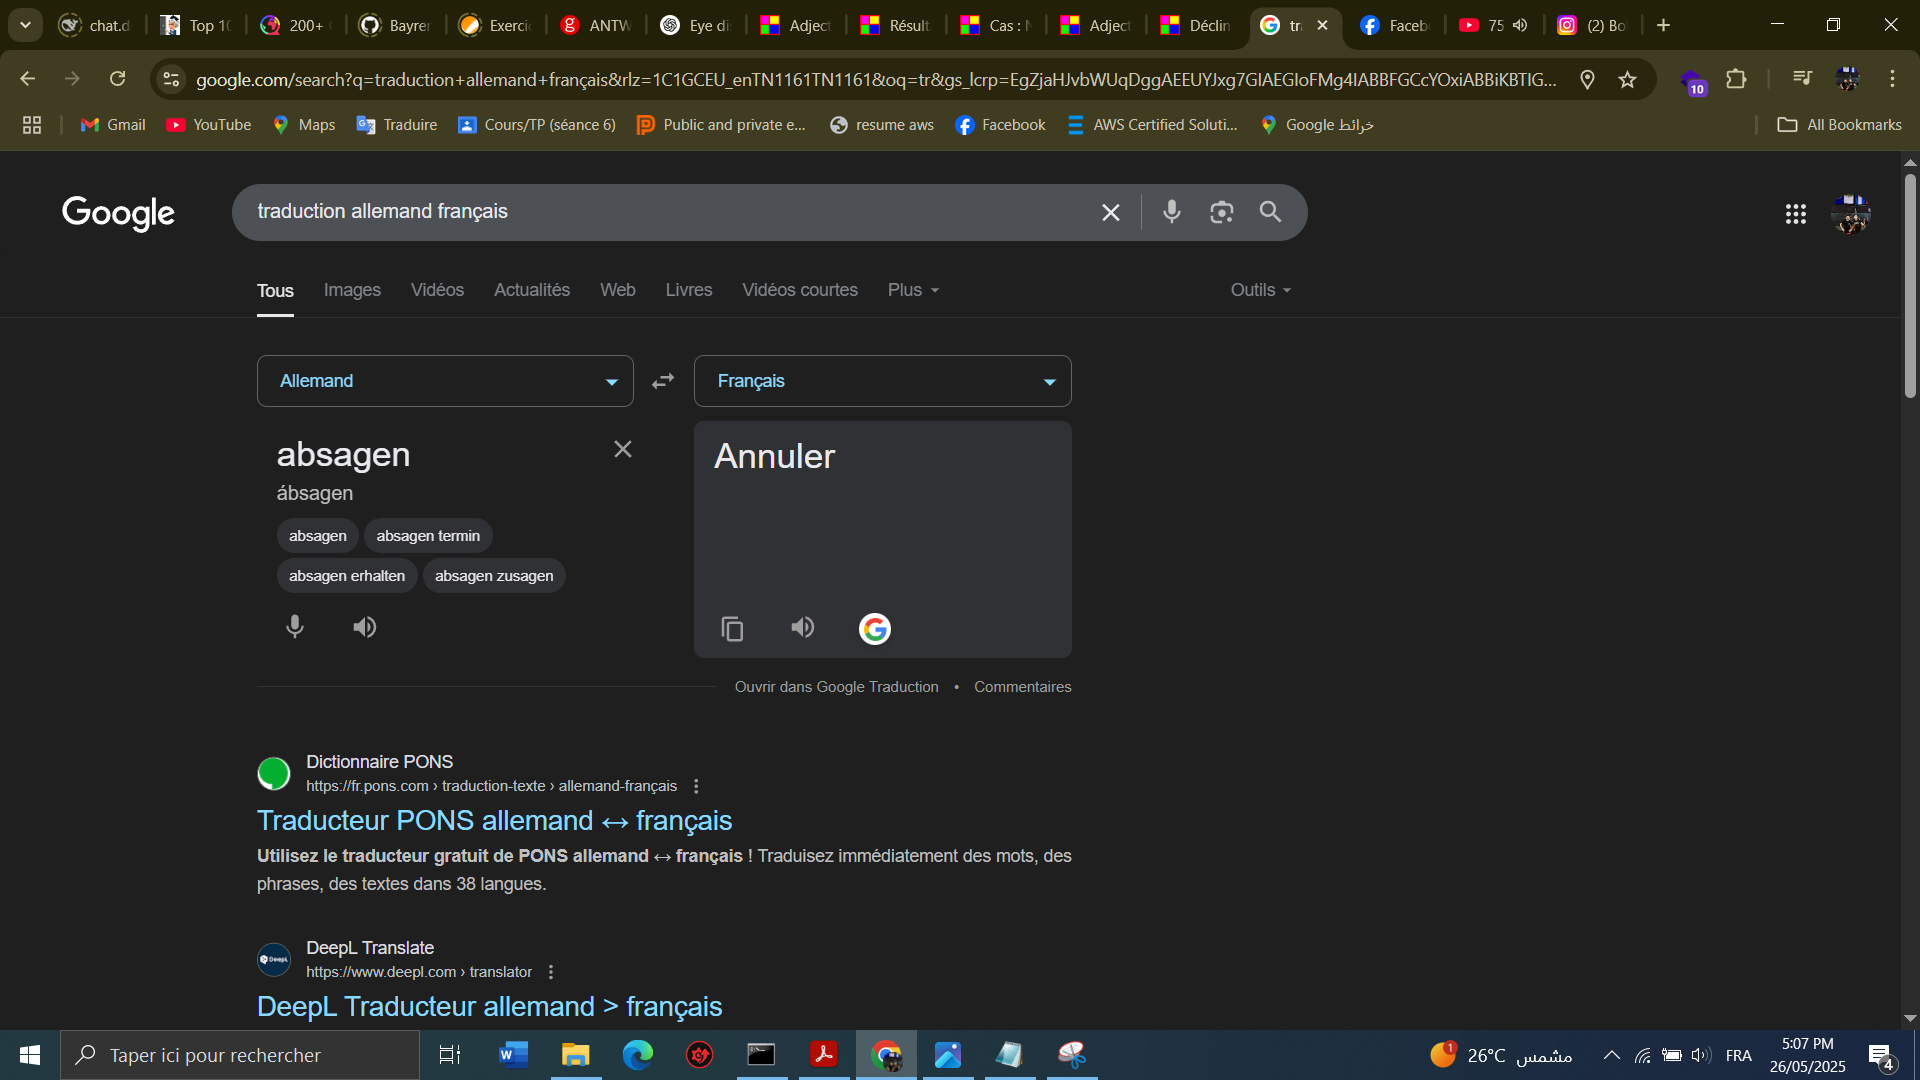 chat.d
Top 10
200+
Bayrer
Exerci
ANTW
Eye di
Adject
Résult
Cas : N
Adject
Déclin
tr
Faceb
75
(2) Bo
google.com/search?q=traduction+allemand+français&rlz=1C1GCEU_enTN1161TN1161&oq=tr&gs_lcrp=EgZjaHJvbWUqDggAEEUYJxg7GIAEGIoFMg4IABBFGCcYOxiABBiKBTIG...
10
Gmail
YouTube
Maps
Traduire
Cours/TP (séance 6)
Public and private e...
resume aws
Facebook
AWS Certified Soluti...
Google خرائط
All Bookmarks
Google
traduction allemand français
Tous
Images
Vidéos
Actualités
Web
Livres
Vidéos courtes
Plus
Outils
Allemand
Français
absagen
ábsagen
absagen
absagen termin
absagen erhalten
absagen zusagen
Annuler
Ouvrir dans Google Traduction • Commentaires
Dictionnaire PONS
https://fr.pons.com › traduction-texte › allemand-français
Traducteur PONS allemand ↔ français
Utilisez le traducteur gratuit de PONS allemand ↔ français ! Traduisez immédiatement des mots, des
phrases, des textes dans 38 langues.
DeepL
DeepL Translate
https://www.deepl.com › translator
DeepL Traducteur allemand > français
Taper ici pour rechercher
1
26°C مشمس
FRA
5:07 PM
26/05/2025
4